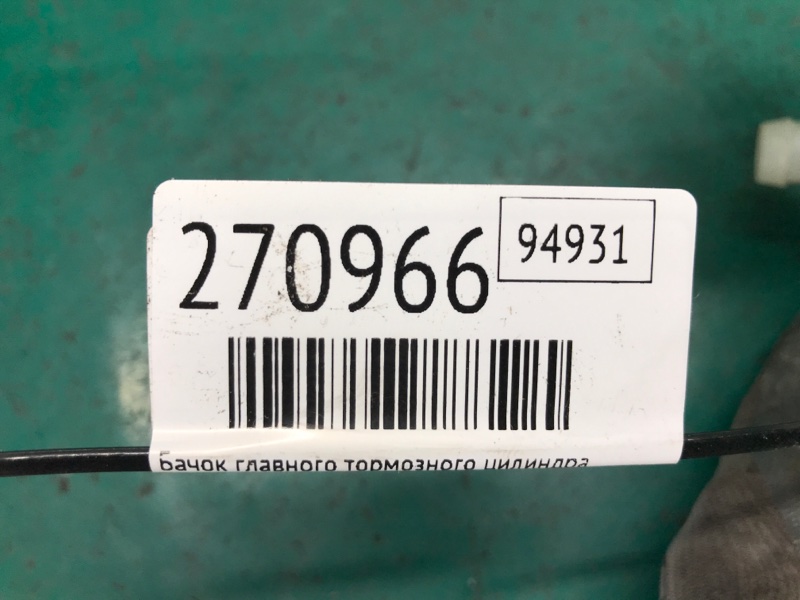 270966
94931
Бачок главного тормозного цилиндра